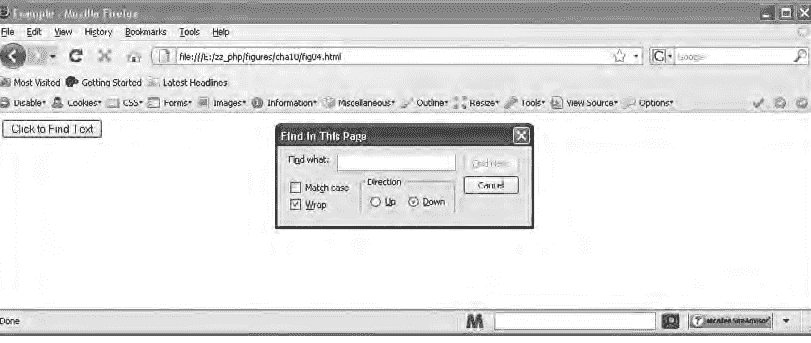 Example - Mozilla Firefox
File Edit View History Bookmarks Tools Help
file:///E:/zz_php/figures/cha10/fig04.html
Google
Most Visited Getting Started Latest Headlines
Disable Cookies CSS Forms Images Information Miscellaneous Outline Resize Tools View Source Options
Click to Find Text
Find In This Page
Find what:
Find Next
Match case
Direction
Cancel
Wrap
Up
Down
Done
McAfee SiteAdvisor